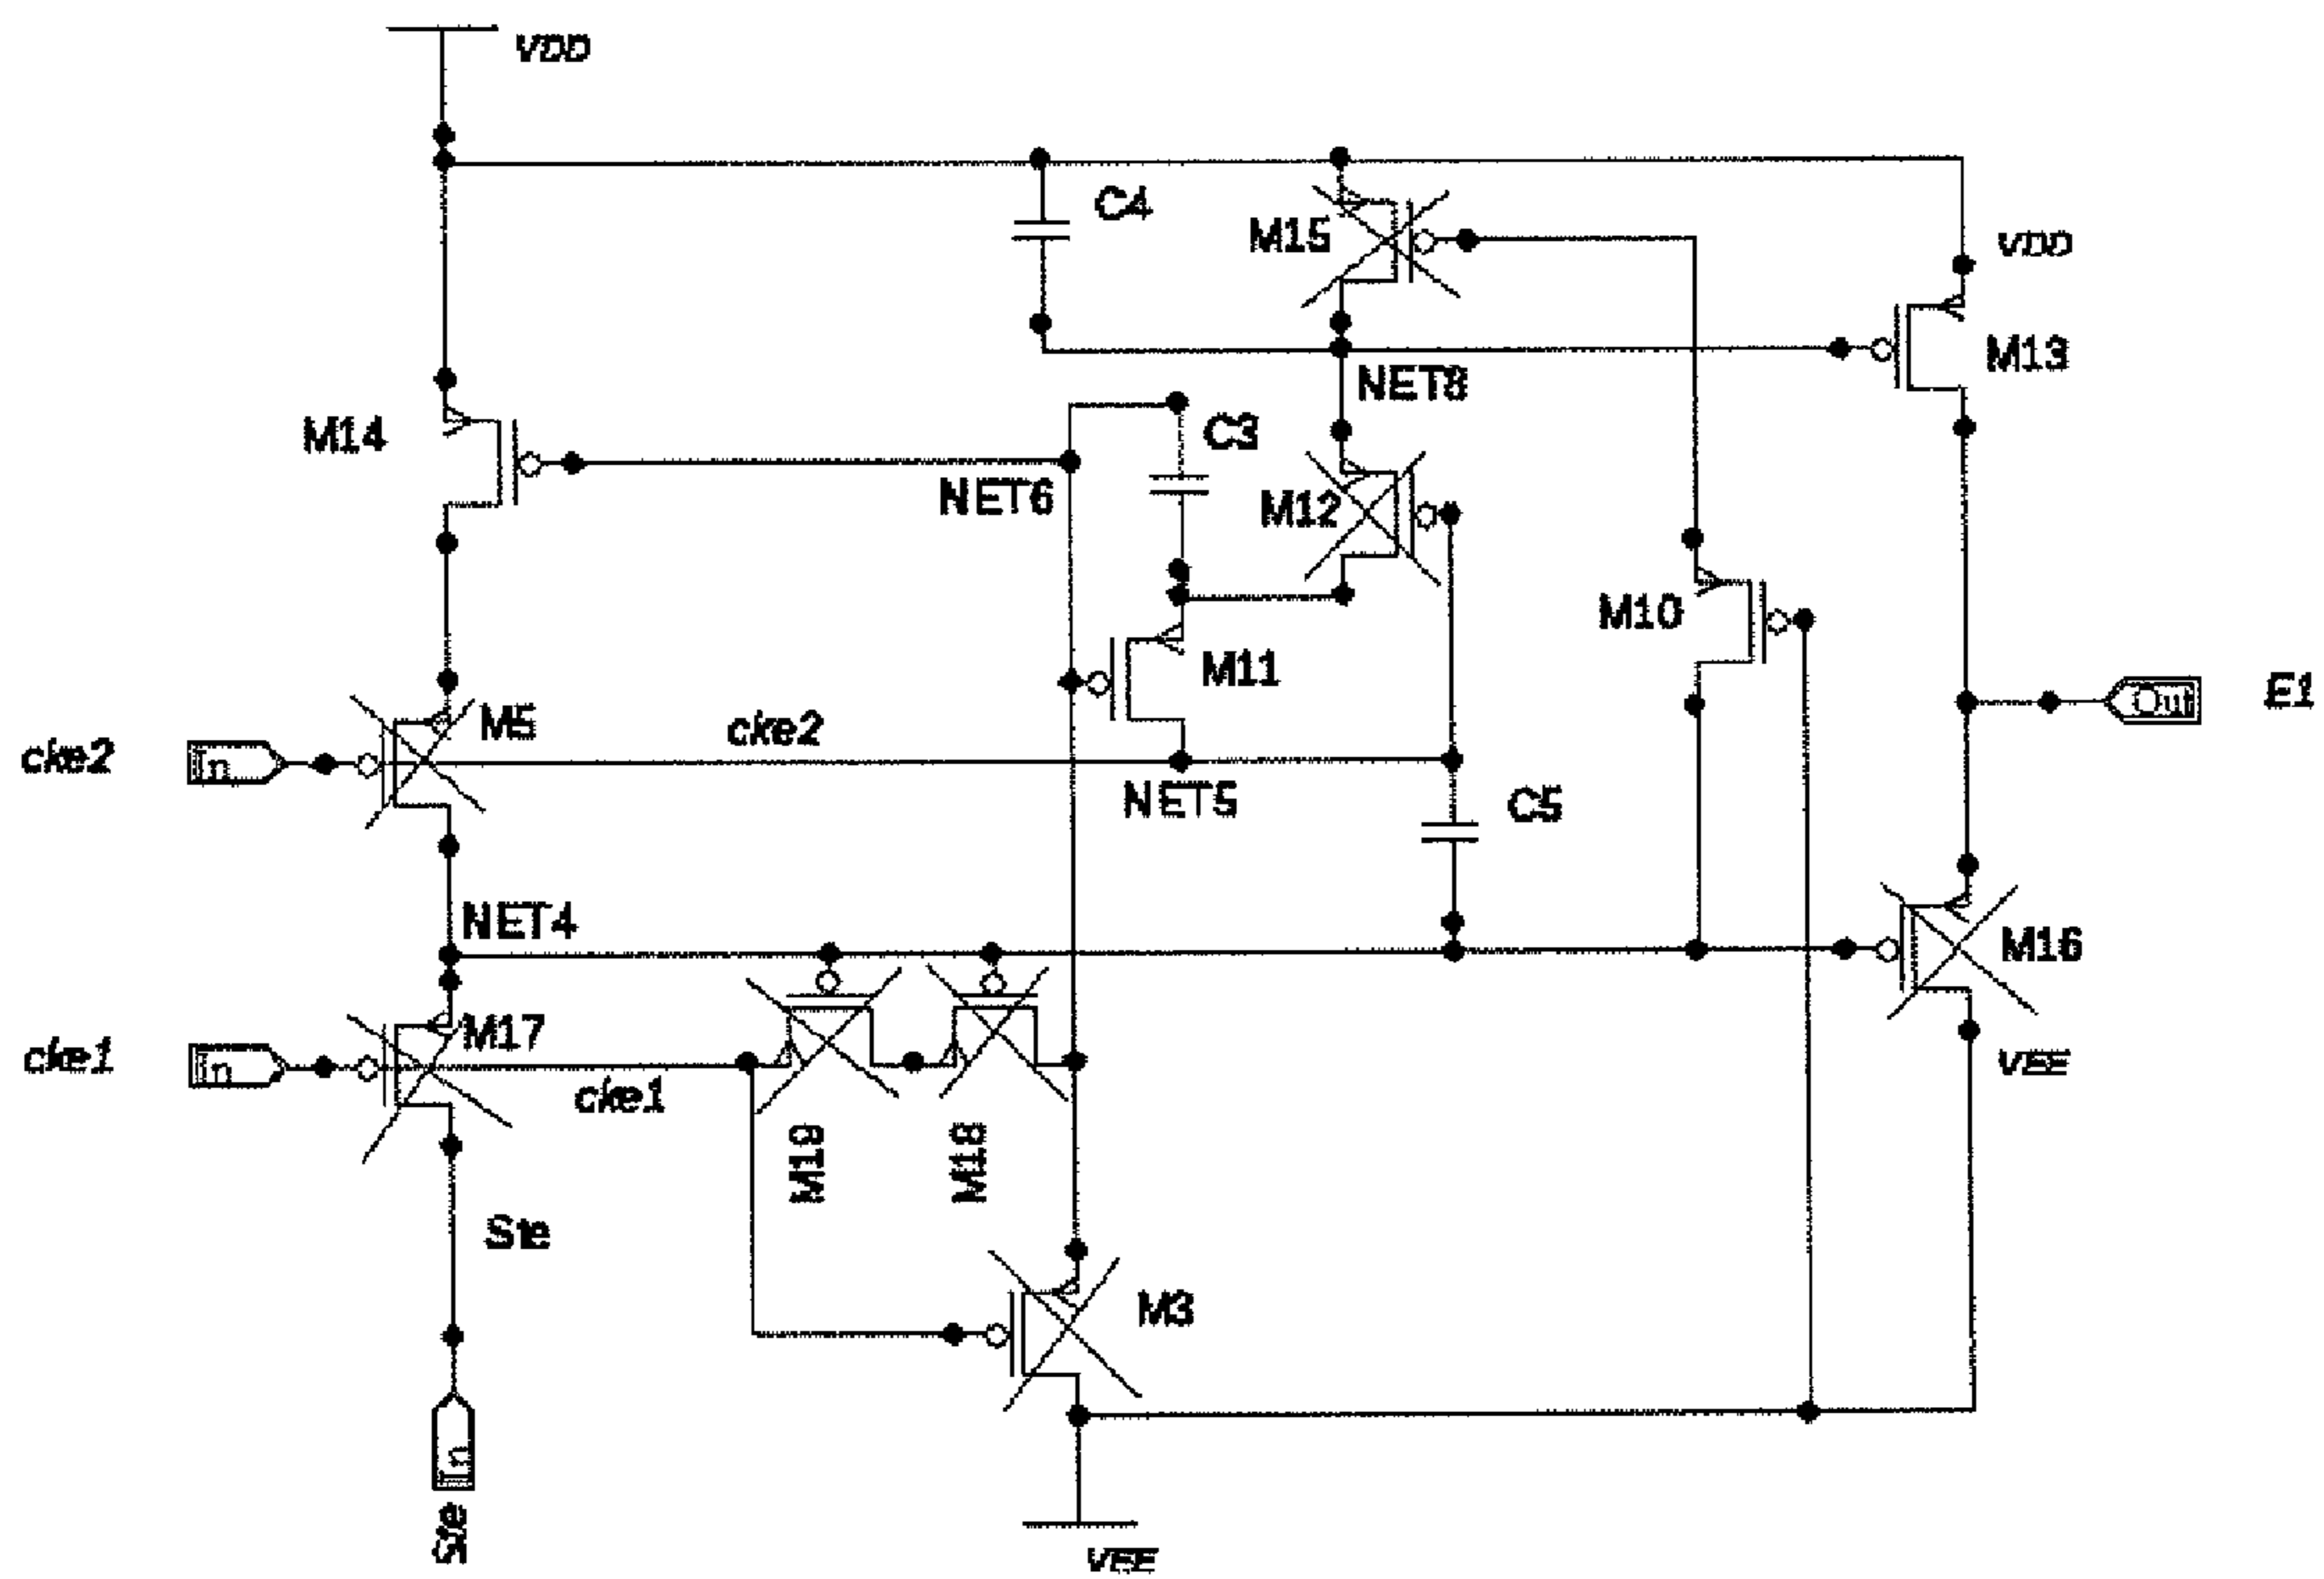 VDD
C4
M15
VDD
M13
NET8
M14
C3
NET6
M12
M10
M11
M5
cke2
cke2
In
Out
E1
NET5
C5
NET4
M16
M17
cke1
In
cke1
VEE
M19
M18
Ste
M3
In
Ste
VEE